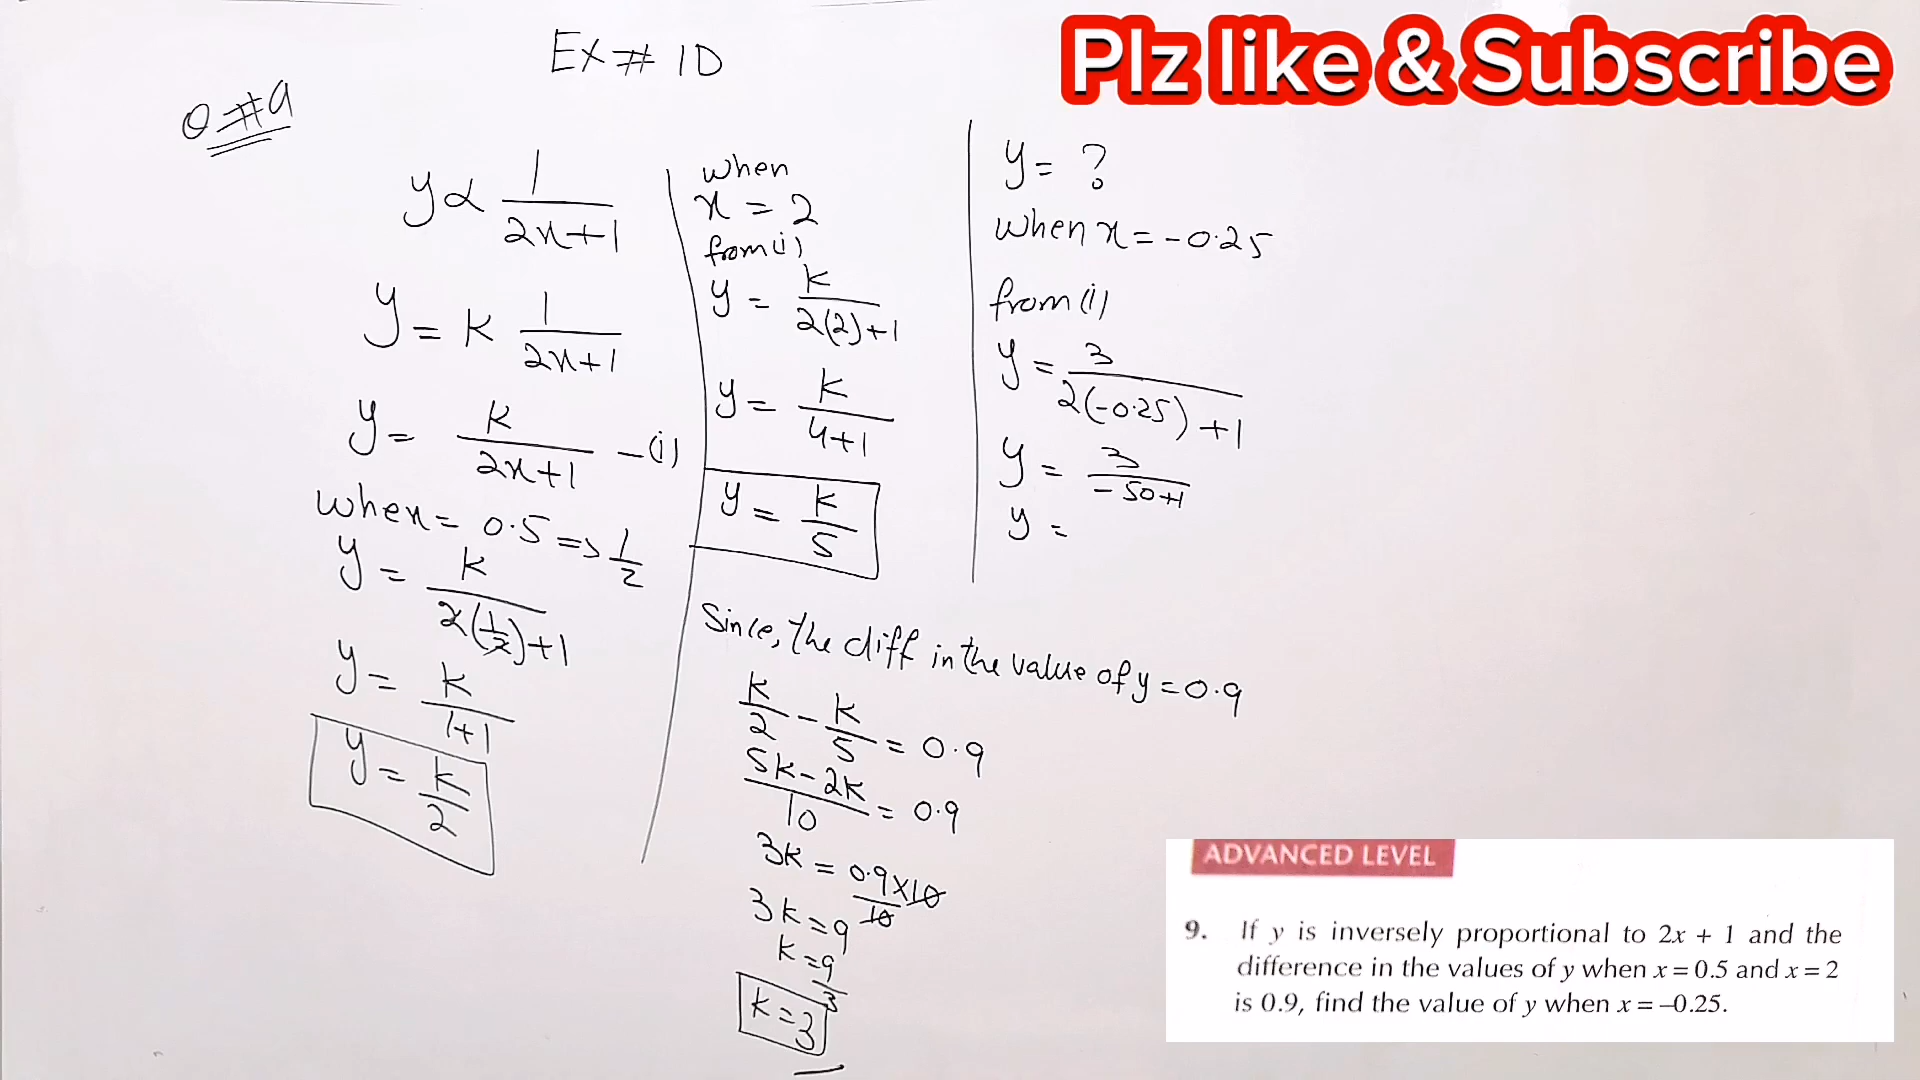 Plz like & Subscribe
Ex # 1D
Q#9
y ∝ 1/(2x+1)
y = k 1/(2x+1)
y = k/(2x+1) - (i)
when x = 0.5 => 1/2
y = k/(2(1/2)+1)
y = k/(1+1)
y = k/2
when
x = 2
from (i)
y = k/(2(2)+1)
y = k/(4+1)
y = k/5
y = ?
when x = -0.25
from (i)
y = 3/(2(-0.25)+1)
y = 3/(-50+1)
y =
Since, the diff in the value of y = 0.9
k/2 - k/5 = 0.9
(5k-2k)/10 = 0.9
3k = 0.9/10 × 10
3k = 9
k = 9/3
k = 3
ADVANCED LEVEL
9. If y is inversely proportional to 2x + 1 and the
difference in the values of y when x = 0.5 and x = 2
is 0.9, find the value of y when x = –0.25.